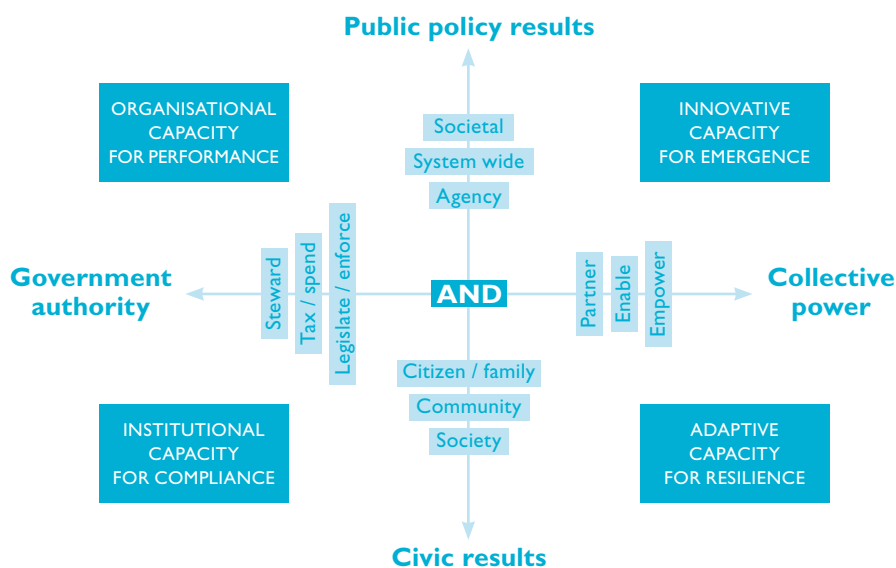 Public policy results
ORGANISATIONAL
CAPACITY
FOR PERFORMANCE
INNOVATIVE
CAPACITY
FOR EMERGENCE
Societal
System wide
Agency
Government
authority
Steward
Tax / spend
Legislate / enforce
AND
Partner
Enable
Empower
Collective
power
Citizen / family
Community
Society
INSTITUTIONAL
CAPACITY
FOR COMPLIANCE
ADAPTIVE
CAPACITY
FOR RESILIENCE
Civic results